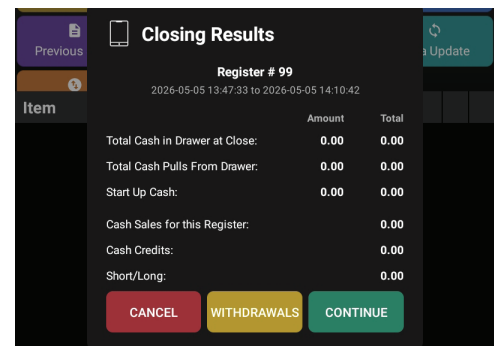 Closing Results
Previous
Update
Register # 99
2026-05-05 13:47:33 to 2026-05-05 14:10:42
Item
Amount Total
Total Cash in Drawer at Close: 0.00 0.00
Total Cash Pulls From Drawer: 0.00 0.00
Start Up Cash: 0.00 0.00
Cash Sales for this Register: 0.00
Cash Credits: 0.00
Short/Long: 0.00
CANCEL WITHDRAWALS CONTINUE